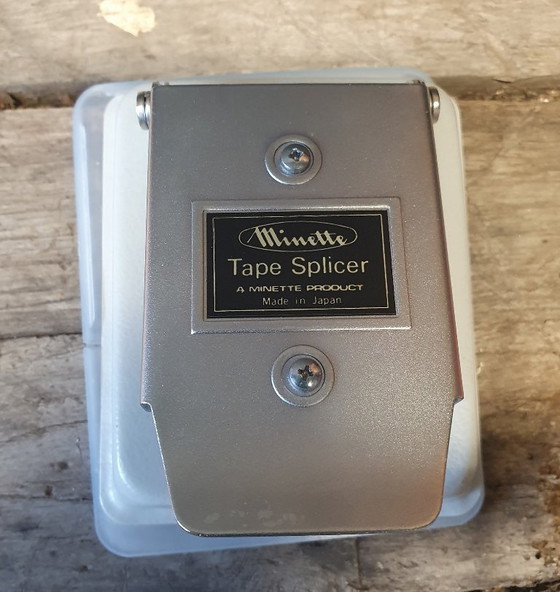 Minette
Tape Splicer
A MINETTE PRODUCT
Made in Japan